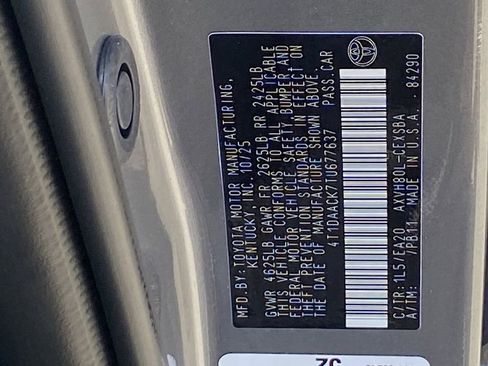 MFD.BY: TOYOTA MOTOR MANUFACTURING,
KENTUCKY, INC. 10/25
GVWR 4625LB GAWR FR 2625LB RR 2425LB
THIS VEHICLE CONFORMS TO ALL APPLICABLE
FEDERAL MOTOR VEHICLE SAFETY, BUMPER AND
THEFT PREVENTION STANDARDS IN EFFECT ON
THE DATE OF MANUFACTURE SHOWN ABOVE.
4T1DAACK71U677637 PASS.CAR
C/TR:1L5/EA20 AXVH80L-CEXSBA
A/TM: /PB11M MADE IN U.S.A. 84290